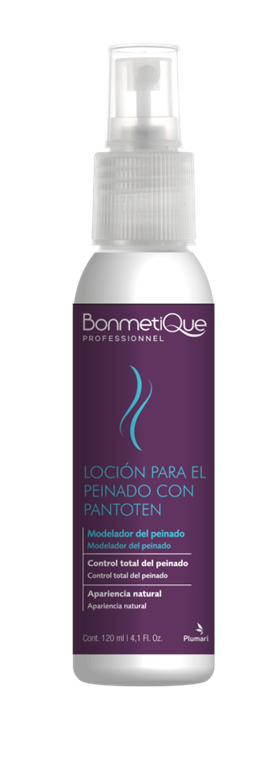 BonmetiQue
PROFESSIONNEL
LOCIÓN PARA EL
PEINADO CON
PANTOTEN
Modelador del peinado
Modelador del peinado
Control total del peinado
Control total del peinado
Apariencia natural
Apariencia natural
Cont. 120 ml | 4,1 Fl. Oz.
Plumari